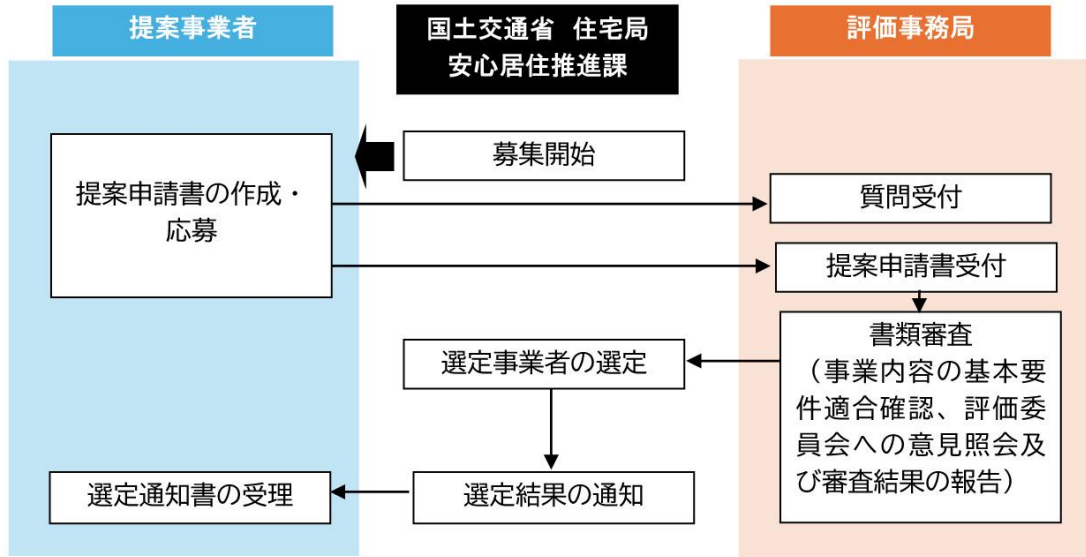 提案事業者
国土交通省 住宅局
安心居住推進課
評価事務局
募集開始
提案申請書の作成・
応募
質問受付
提案申請書受付
書類審査
（事業内容の基本要
件適合確認、評価委
員会への意見照会及
び審査結果の報告）
選定事業者の選定
選定通知書の受理
選定結果の通知